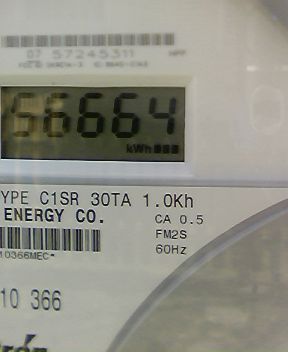 07 57245311
56664
kWh
YPE C1SR 30TA 1.0Kh
ENERGY CO.
CA 0.5
FM2S
60Hz
10366MEC*
10 366
rón